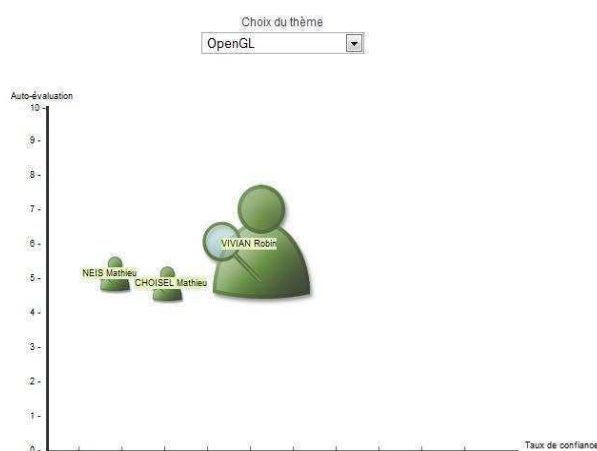 Choix du thème
OpenGL
Auto-évaluation
10 -
9 -
8 -
7 -
6 -
5 -
4 -
3 -
2 -
1 -
0 -
VIVIAN Robin
NEIS Mathieu
CHOISEL Mathieu
Taux de confiance